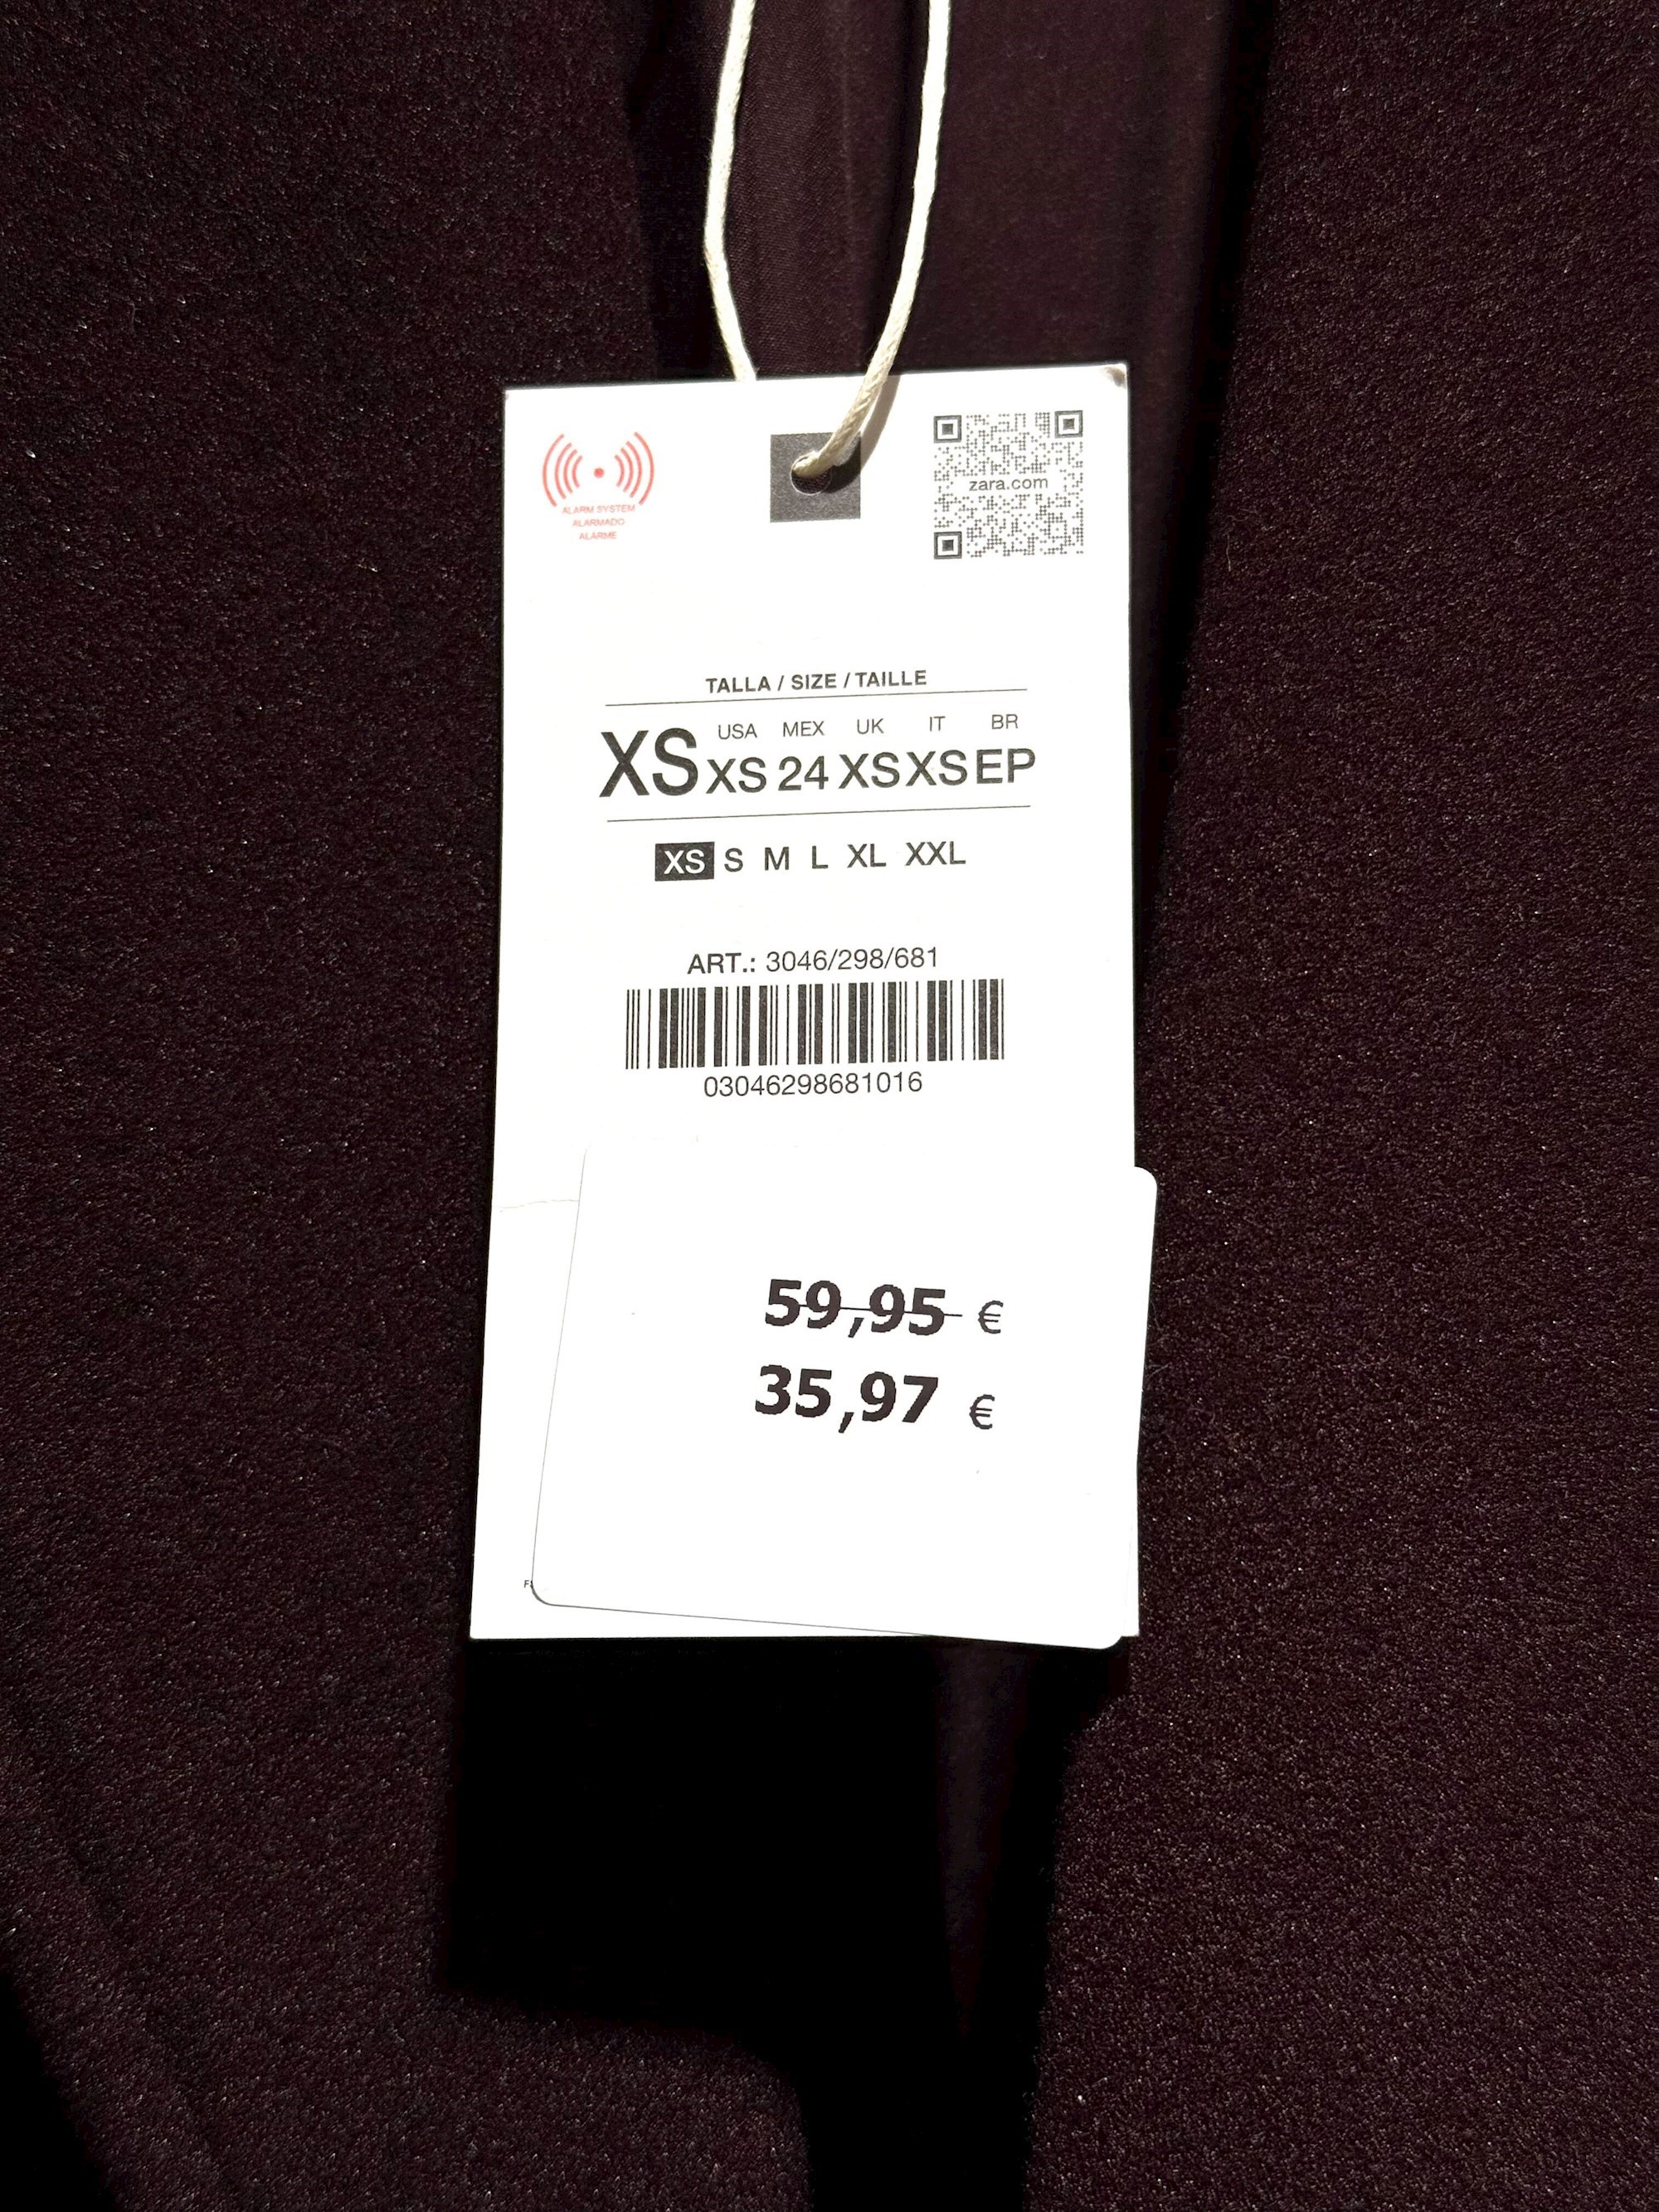 ALARM SYSTEM
ALARMADO
ALARME
zara.com
TALLA / SIZE / TAILLE
USA MEX UK IT BR
XS XS 24 XS XS EP
XS S M L XL XXL
ART.: 3046/298/681
03046298681016
59,95 €
35,97 €